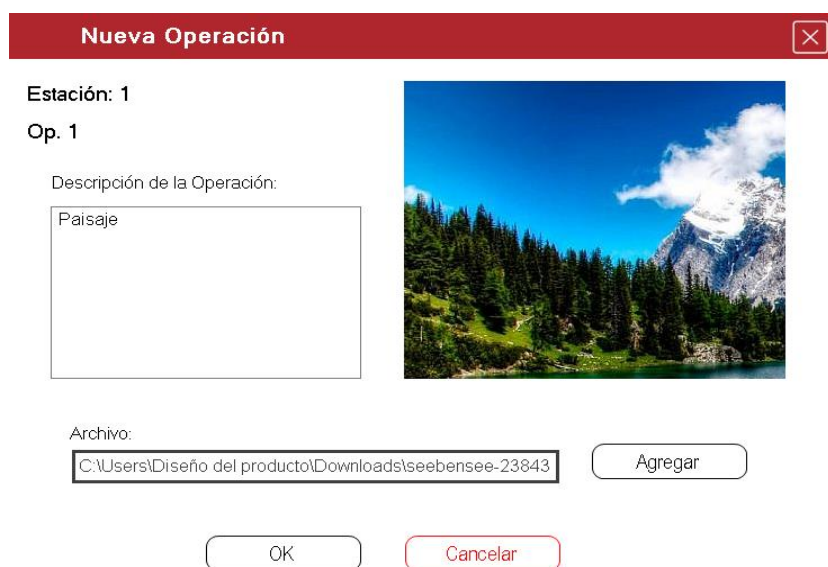 Nueva Operación
Estación: 1
Op. 1
Descripción de la Operación:
Paisaje
Archivo:
C:\Users\Diseño del producto\Downloads\seebensee-23843
Agregar
OK
Cancelar